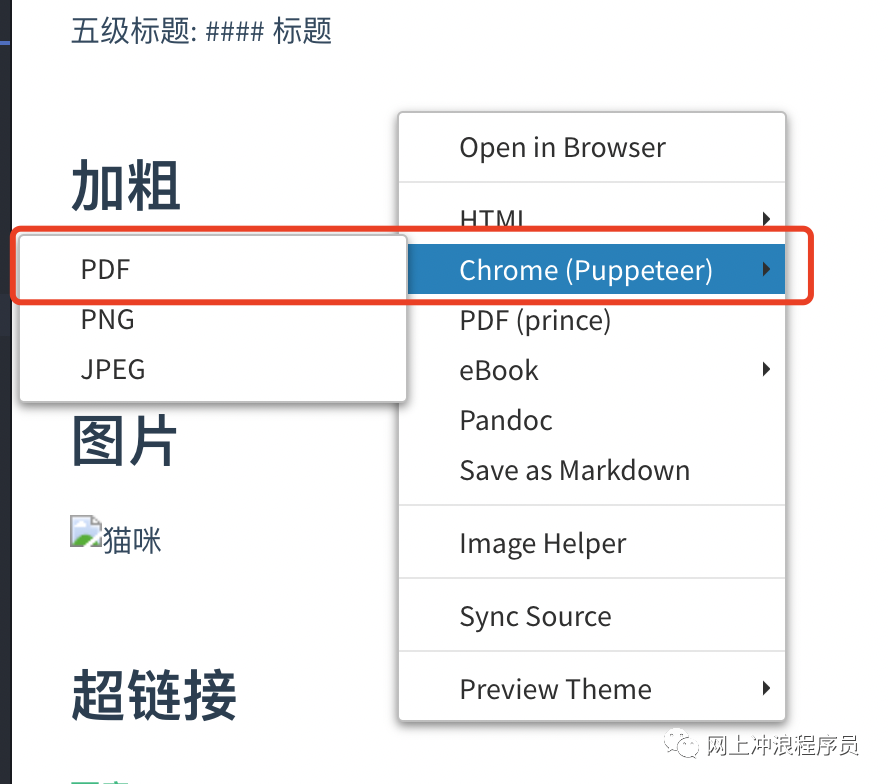 五级标题: #### 标题
加粗
Open in Browser
HTML
Chrome (Puppeteer)
PDF
PNG
JPEG
PDF (prince)
eBook
Pandoc
Save as Markdown
图片
猫咪
Image Helper
Sync Source
超链接
Preview Theme
网上冲浪程序员